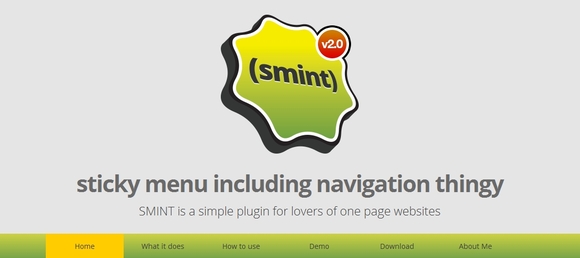 v2.0
(smint)
sticky menu including navigation thingy
SMINT is a simple plugin for lovers of one page websites
Home What it does How to use Demo Download About Me